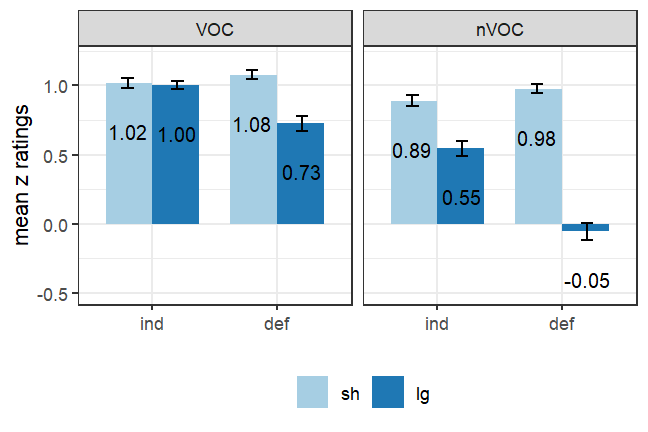 VOC
nVOC
mean z ratings
1.0
0.5
0.0
-0.5
1.02
1.00
1.08
0.73
0.89
0.55
0.98
-0.05
ind
def
ind
def
sh
lg